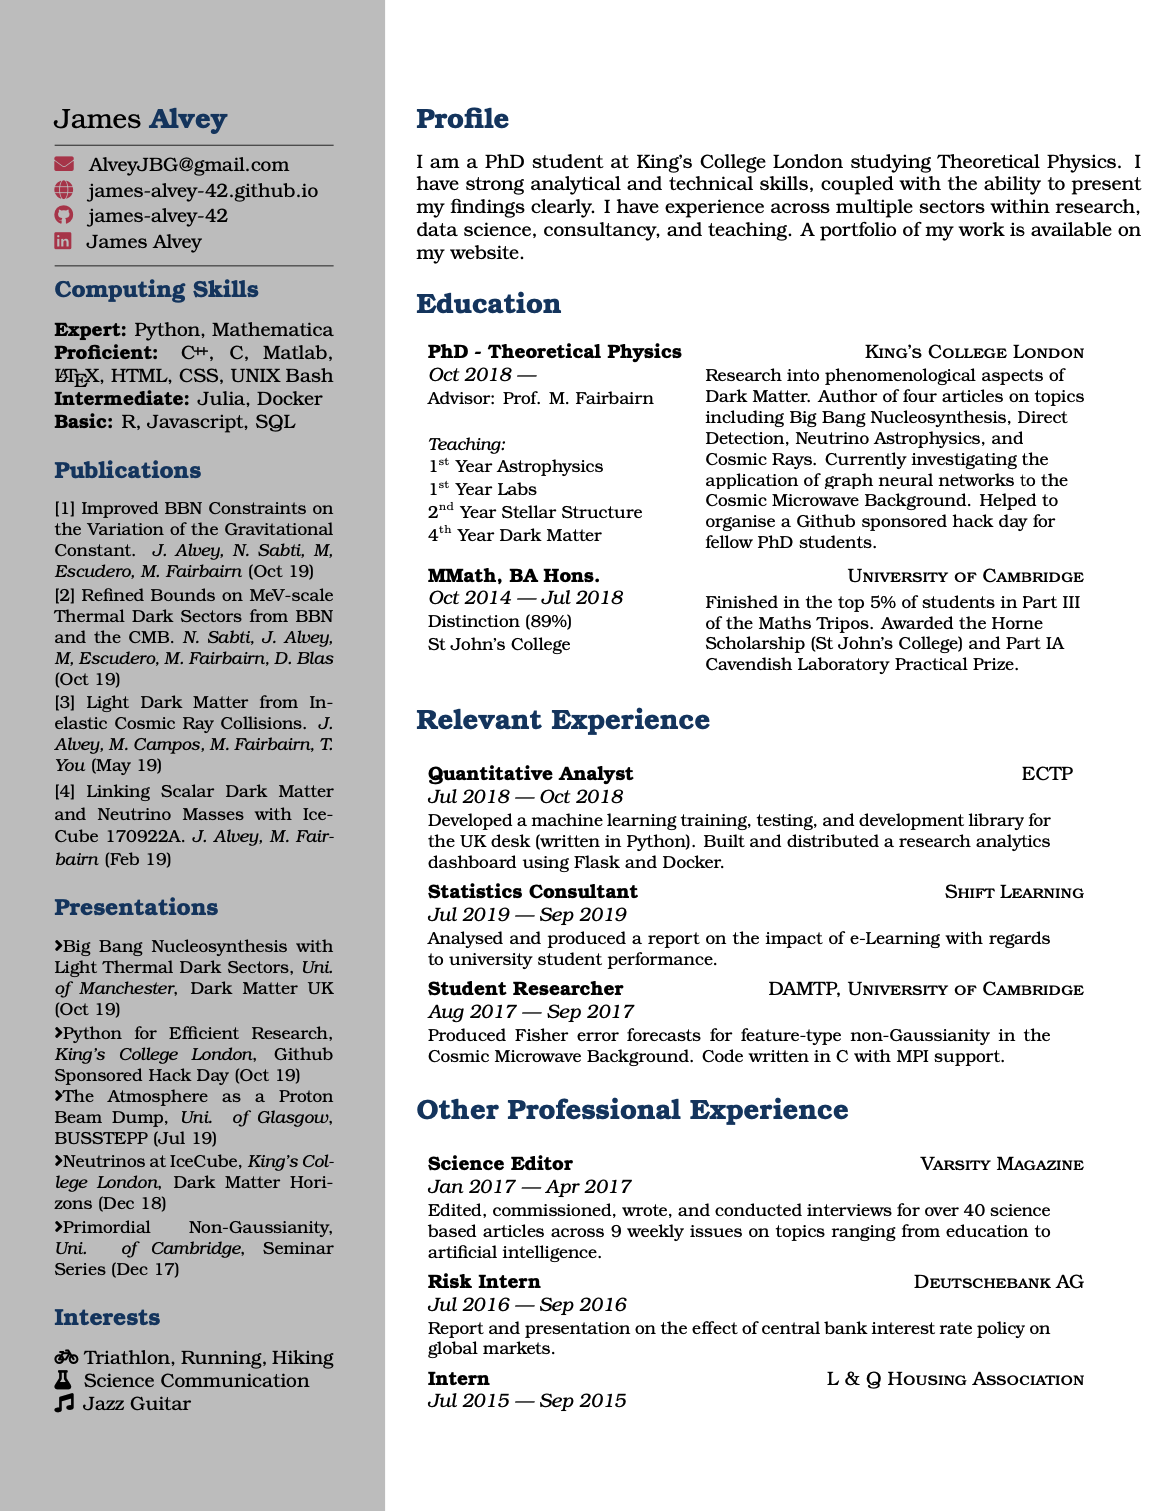 James Alvey
AlveyJBG@gmail.com
james-alvey-42.github.io
james-alvey-42
James Alvey
Computing Skills
Expert: Python, Mathematica
Proficient: C++, C, Matlab,
LATEX, HTML, CSS, UNIX Bash
Intermediate: Julia, Docker
Basic: R, Javascript, SQL
Publications
[1] Improved BBN Constraints on
the Variation of the Gravitational
Constant. J. Alvey, N. Sabti, M,
Escudero, M. Fairbairn (Oct 19)
[2] Refined Bounds on MeV-scale
Thermal Dark Sectors from BBN
and the CMB. N. Sabti, J. Alvey,
M, Escudero, M. Fairbairn, D. Blas
(Oct 19)
[3] Light Dark Matter from In-
elastic Cosmic Ray Collisions. J.
Alvey, M. Campos, M. Fairbairn, T.
You (May 19)
[4] Linking Scalar Dark Matter
and Neutrino Masses with Ice-
Cube 170922A. J. Alvey, M. Fair-
bairn (Feb 19)
Presentations
›Big Bang Nucleosynthesis with
Light Thermal Dark Sectors, Uni.
of Manchester, Dark Matter UK
(Oct 19)
›Python for Efficient Research,
King's College London, Github
Sponsored Hack Day (Oct 19)
›The Atmosphere as a Proton
Beam Dump, Uni. of Glasgow,
BUSSTEPP (Jul 19)
›Neutrinos at IceCube, King's Col-
lege London, Dark Matter Hori-
zons (Dec 18)
›Primordial Non-Gaussianity,
Uni. of Cambridge, Seminar
Series (Dec 17)
Interests
Triathlon, Running, Hiking
Science Communication
Jazz Guitar
Profile
I am a PhD student at King's College London studying Theoretical Physics. I
have strong analytical and technical skills, coupled with the ability to present
my findings clearly. I have experience across multiple sectors within research,
data science, consultancy, and teaching. A portfolio of my work is available on
my website.
Education
PhD - Theoretical Physics
Oct 2018 —
Advisor: Prof. M. Fairbairn
Teaching:
1st Year Astrophysics
1st Year Labs
2nd Year Stellar Structure
4th Year Dark Matter
King's College London
Research into phenomenological aspects of
Dark Matter. Author of four articles on topics
including Big Bang Nucleosynthesis, Direct
Detection, Neutrino Astrophysics, and
Cosmic Rays. Currently investigating the
application of graph neural networks to the
Cosmic Microwave Background. Helped to
organise a Github sponsored hack day for
fellow PhD students.
MMath, BA Hons.
Oct 2014 — Jul 2018
Distinction (89%)
St John's College
University of Cambridge
Finished in the top 5% of students in Part III
of the Maths Tripos. Awarded the Horne
Scholarship (St John's College) and Part IA
Cavendish Laboratory Practical Prize.
Relevant Experience
Quantitative Analyst ECTP
Jul 2018 — Oct 2018
Developed a machine learning training, testing, and development library for
the UK desk (written in Python). Built and distributed a research analytics
dashboard using Flask and Docker.
Statistics Consultant Shift Learning
Jul 2019 — Sep 2019
Analysed and produced a report on the impact of e-Learning with regards
to university student performance.
Student Researcher DAMTP, University of Cambridge
Aug 2017 — Sep 2017
Produced Fisher error forecasts for feature-type non-Gaussianity in the
Cosmic Microwave Background. Code written in C with MPI support.
Other Professional Experience
Science Editor Varsity Magazine
Jan 2017 — Apr 2017
Edited, commissioned, wrote, and conducted interviews for over 40 science
based articles across 9 weekly issues on topics ranging from education to
artificial intelligence.
Risk Intern Deutschebank AG
Jul 2016 — Sep 2016
Report and presentation on the effect of central bank interest rate policy on
global markets.
Intern L & Q Housing Association
Jul 2015 — Sep 2015